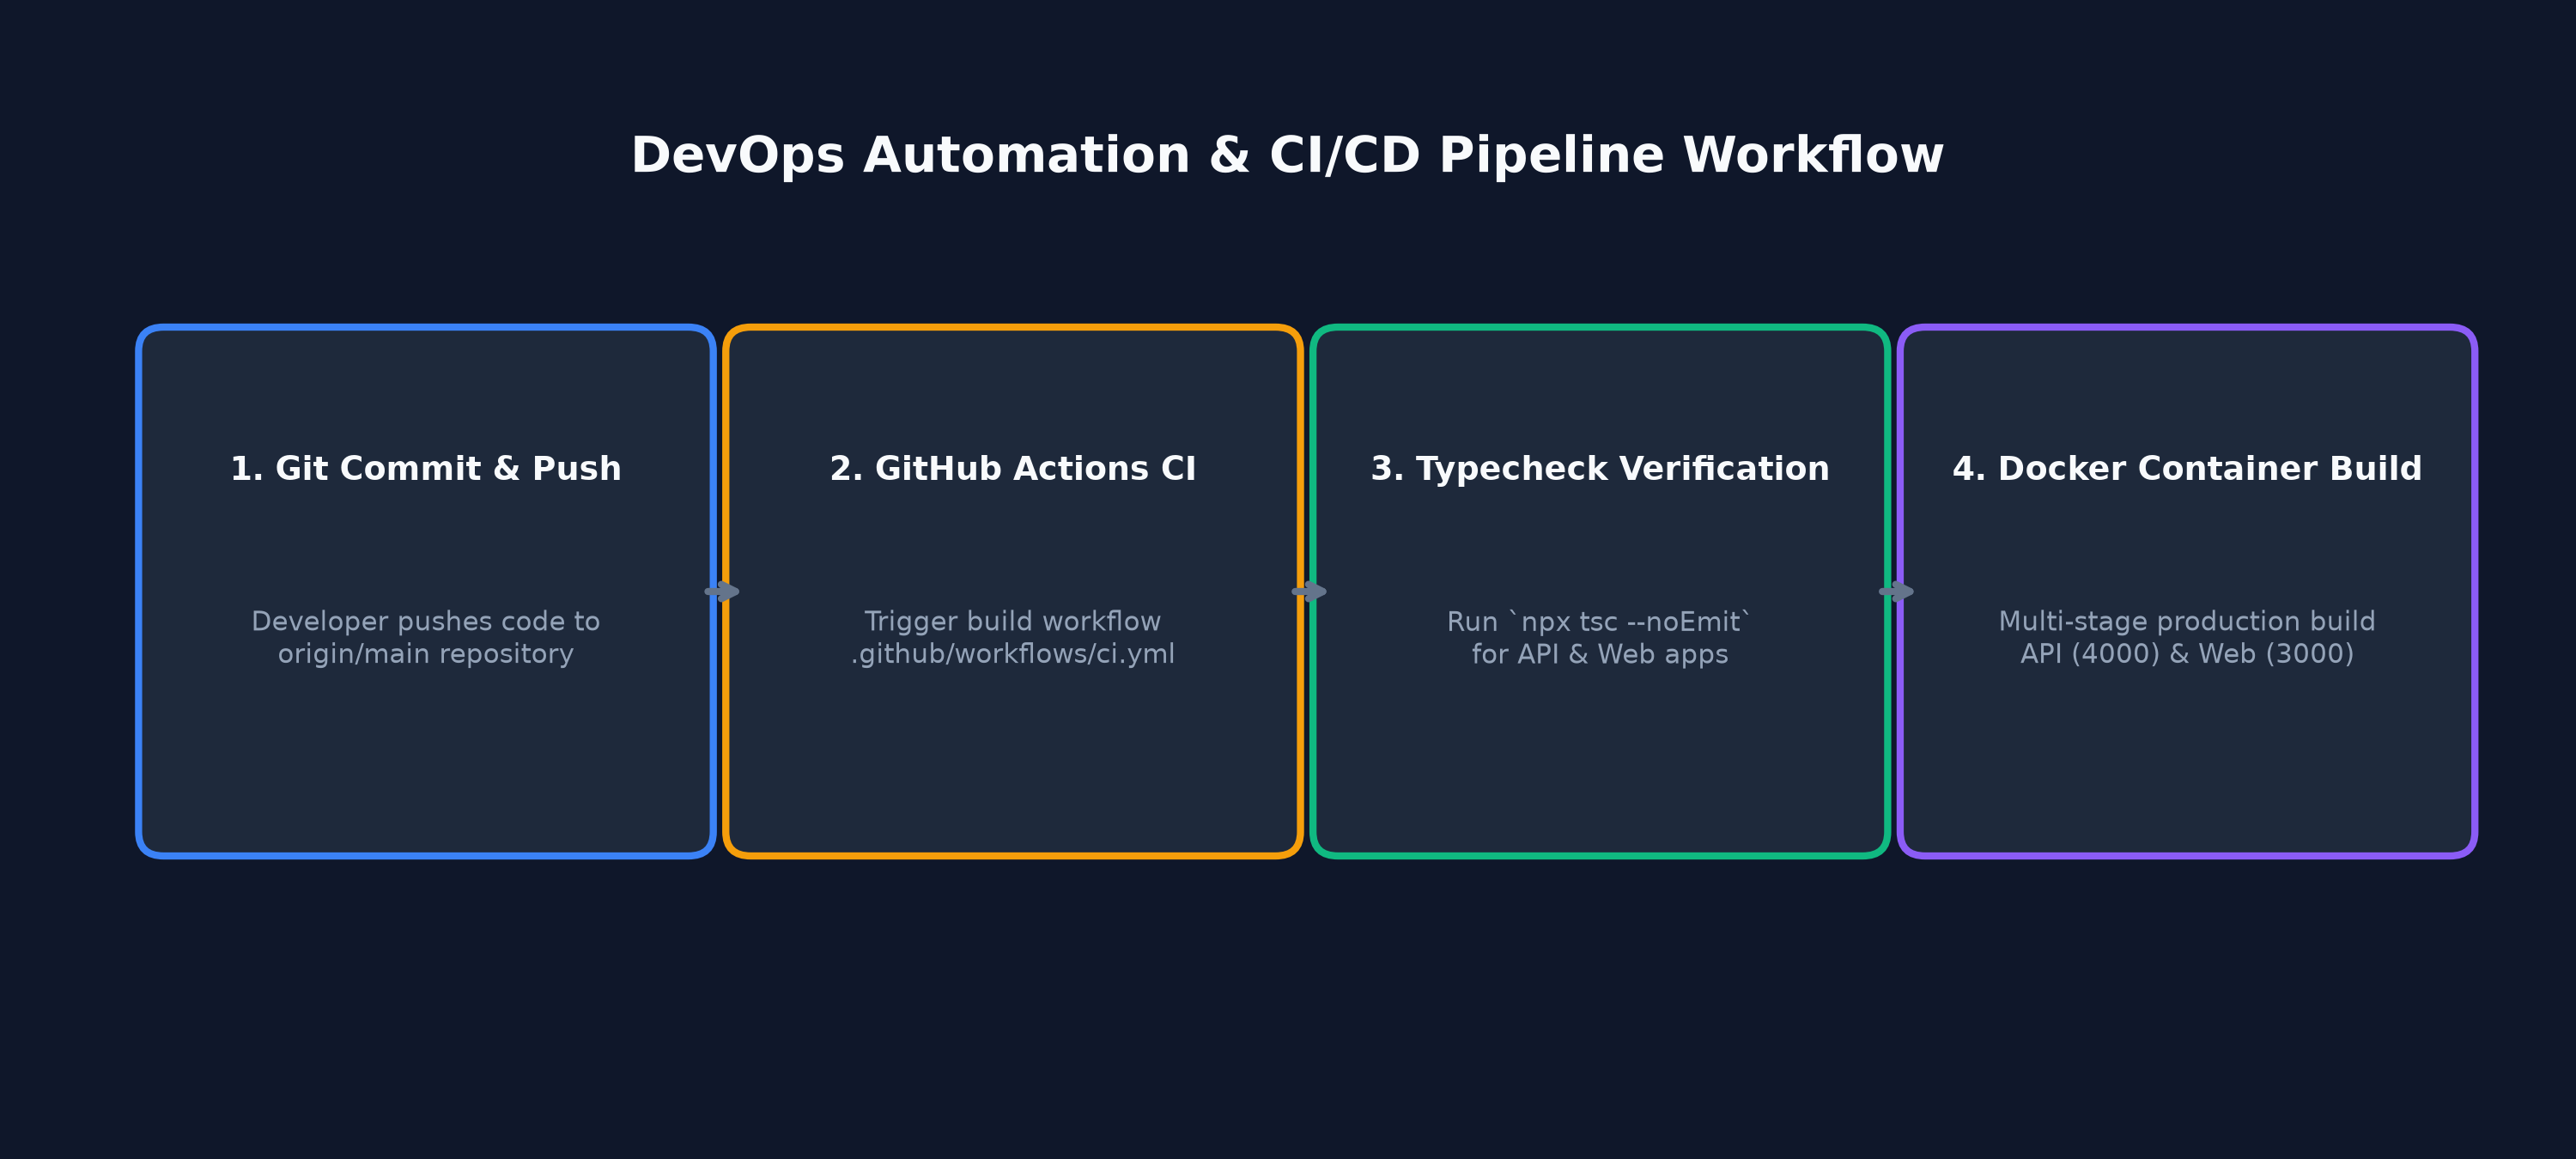 DevOps Automation & CI/CD Pipeline Workflow
1. Git Commit & Push
Developer pushes code to
origin/main repository
2. GitHub Actions CI
Trigger build workflow
.github/workflows/ci.yml
3. Typecheck Verification
Run `npx tsc --noEmit`
for API & Web apps
4. Docker Container Build
Multi-stage production build
API (4000) & Web (3000)